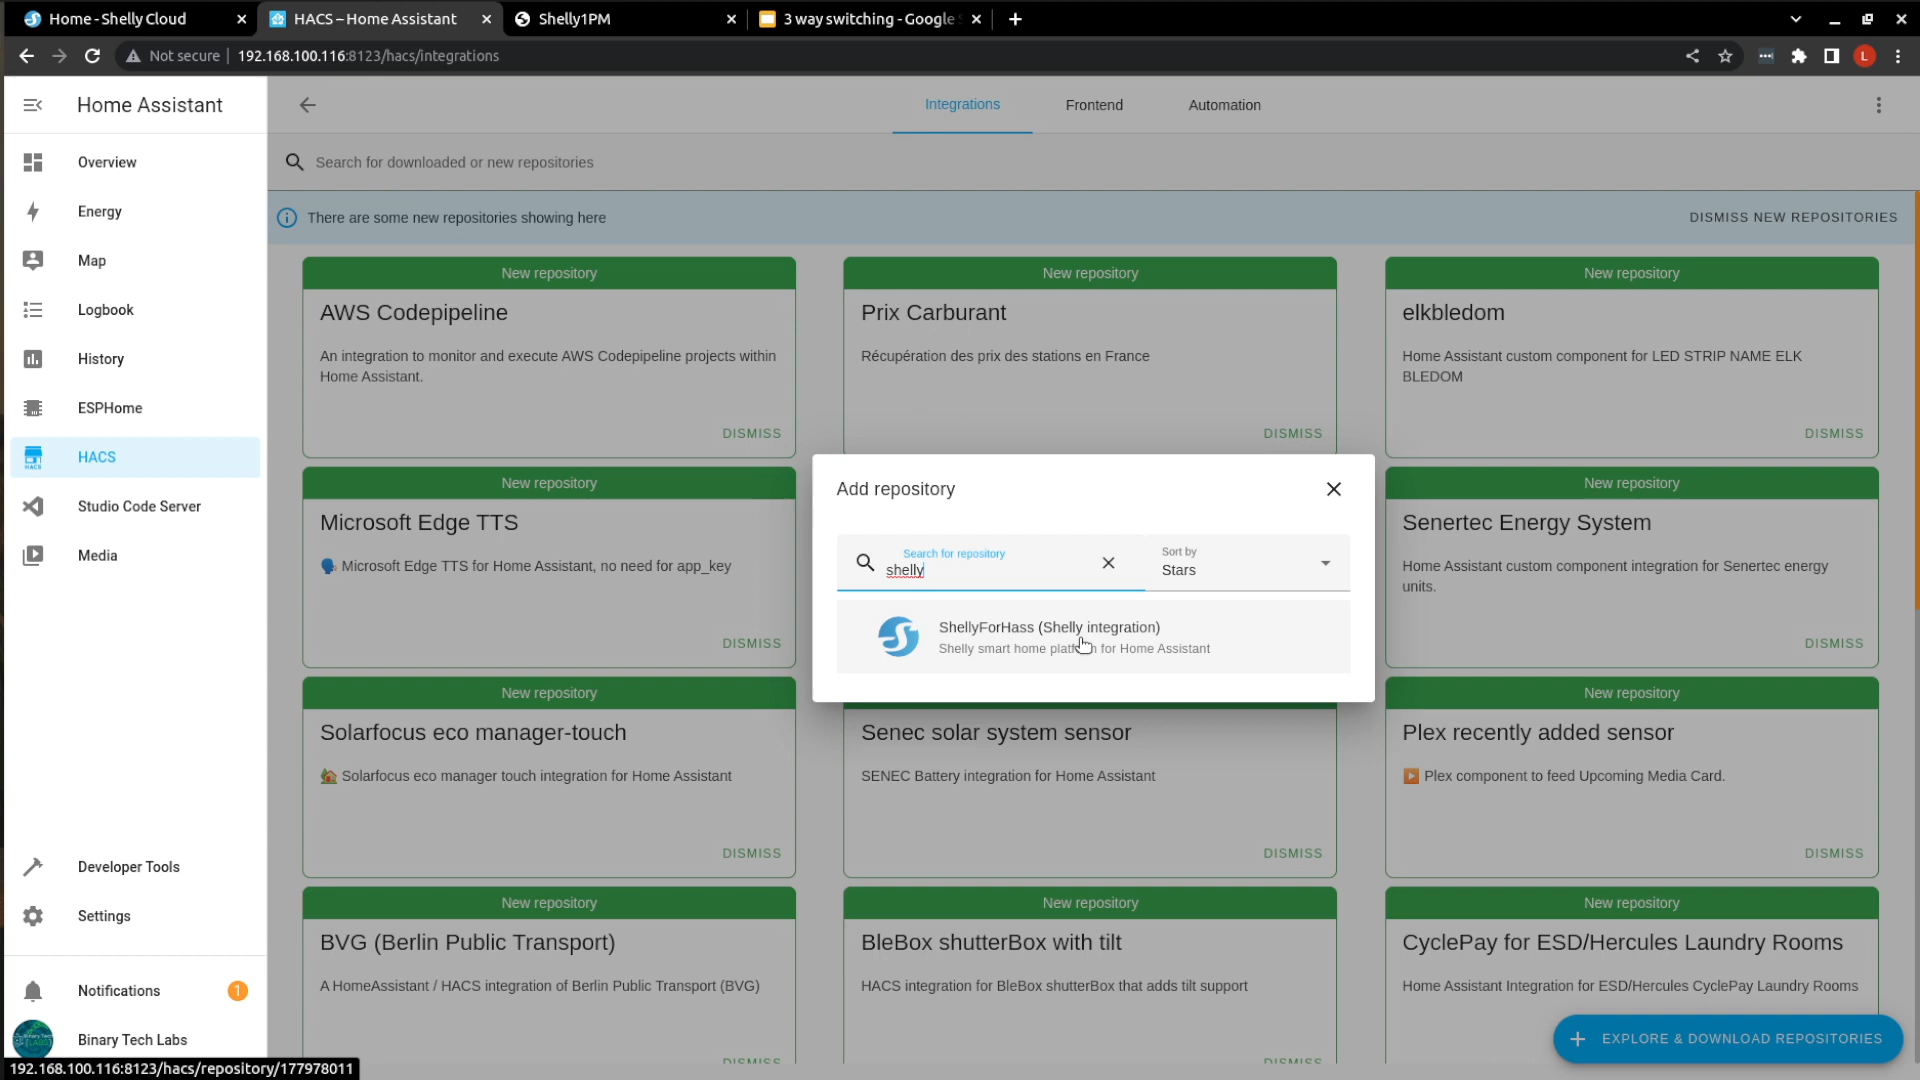 Home - Shelly Cloud
HACS – Home Assistant
Shelly1PM
3 way switching - Google
Not secure
192.168.100.116:8123/hacs/integrations
L
Home Assistant
Integrations
Frontend
Automation
Overview
Search for downloaded or new repositories
Energy
There are some new repositories showing here
DISMISS NEW REPOSITORIES
Map
Logbook
History
ESPHome
HACS
Studio Code Server
Media
New repository
AWS Codepipeline
An integration to monitor and execute AWS Codepipeline projects within
Home Assistant.
DISMISS
New repository
Prix Carburant
Récupération des prix des stations en France
DISMISS
New repository
elkbledom
Home Assistant custom component for LED STRIP NAME ELK
BLEDOM
DISMISS
New repository
Microsoft Edge TTS
Microsoft Edge TTS for Home Assistant, no need for app_key
DISMISS
Add repository
Search for repository
shelly
Sort by
Stars
ShellyForHass (Shelly integration)
Shelly smart home platform for Home Assistant
New repository
Senertec Energy System
Home Assistant custom component integration for Senertec energy
units.
DISMISS
New repository
Solarfocus eco manager-touch
Solarfocus eco manager touch integration for Home Assistant
DISMISS
Senec solar system sensor
SENEC Battery integration for Home Assistant
DISMISS
New repository
Plex recently added sensor
Plex component to feed Upcoming Media Card.
DISMISS
Developer Tools
Settings
Notifications
1
Binary Tech Labs
New repository
BVG (Berlin Public Transport)
A HomeAssistant / HACS integration of Berlin Public Transport (BVG)
DISMISS
New repository
BleBox shutterBox with tilt
HACS integration for BleBox shutterBox that adds tilt support
DISMISS
New repository
CyclePay for ESD/Hercules Laundry Rooms
Home Assistant Integration for ESD/Hercules CyclePay Laundry Rooms
EXPLORE & DOWNLOAD REPOSITORIES
192.168.100.116:8123/hacs/repository/177978011